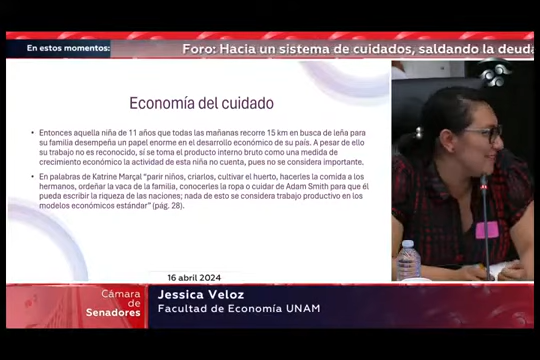 En estos momentos:
Foro: Hacia un sistema de cuidados, saldando la deuda
Economía del cuidado
• Entonces aquella niña de 11 años que todas las mañanas recorre 15 km en busca de leña para
su familia desempeña un papel enorme en el desarrollo económico de su país. A pesar de ello
su trabajo no es reconocido, si se toma el producto interno bruto como una medida de
crecimiento económico la actividad de esta niña no cuenta, pues no se considera importante.
• En palabras de Katrine Marçal "parir niños, criarlos, cultivar el huerto, hacerles la comida a los
hermanos, ordeñar la vaca de la familia, conocerles la ropa o cuidar de Adam Smith para que él
pueda escribir la riqueza de las naciones; nada de esto se considera trabajo productivo en los
modelos económicos estándar" (pág. 28).
16 abril 2024
Cámara
de
Senadores
Jessica Veloz
Facultad de Economía UNAM